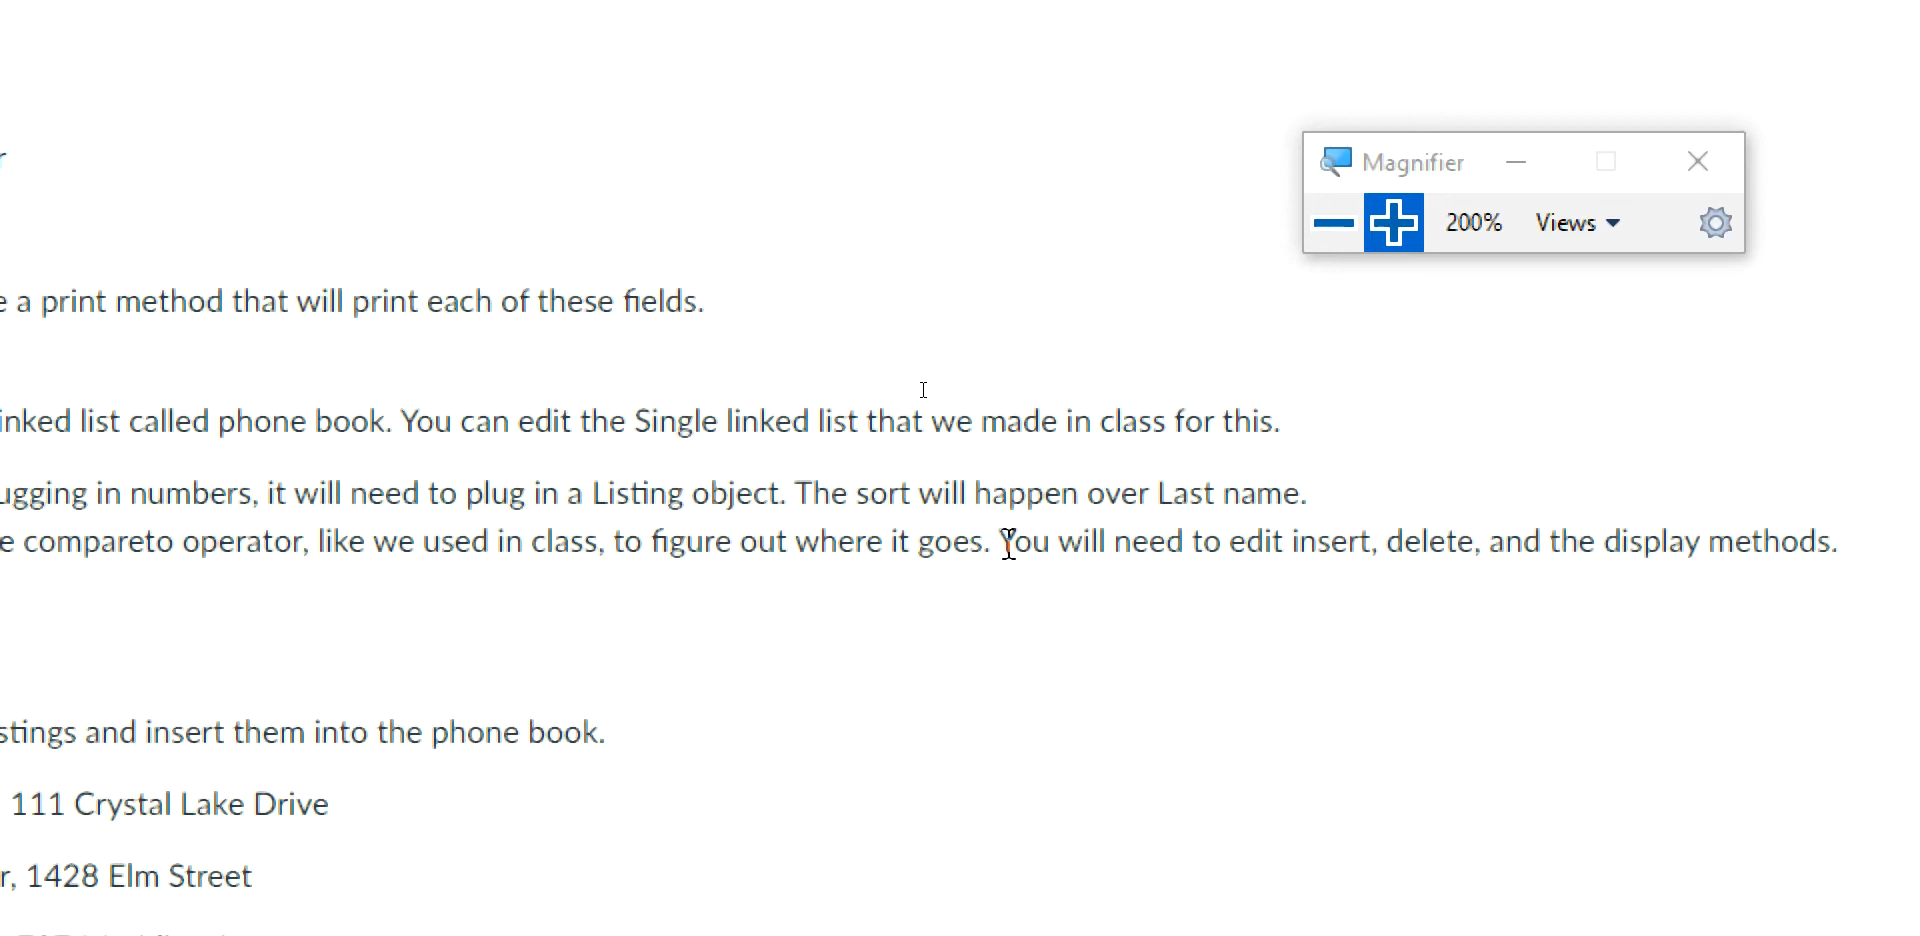 Magnifier
200% Views
a print method that will print each of these fields.
list called phone book. You can edit the Single linked list that we made in class for this.
in numbers, it will need to plug in a Listing object. The sort will happen over Last name.
compareto operator, like we used in class, to figure out where it goes. You will need to edit insert, delete, and the display methods.
and insert them into the phone book.
111 Crystal Lake Drive
1428 Elm Street